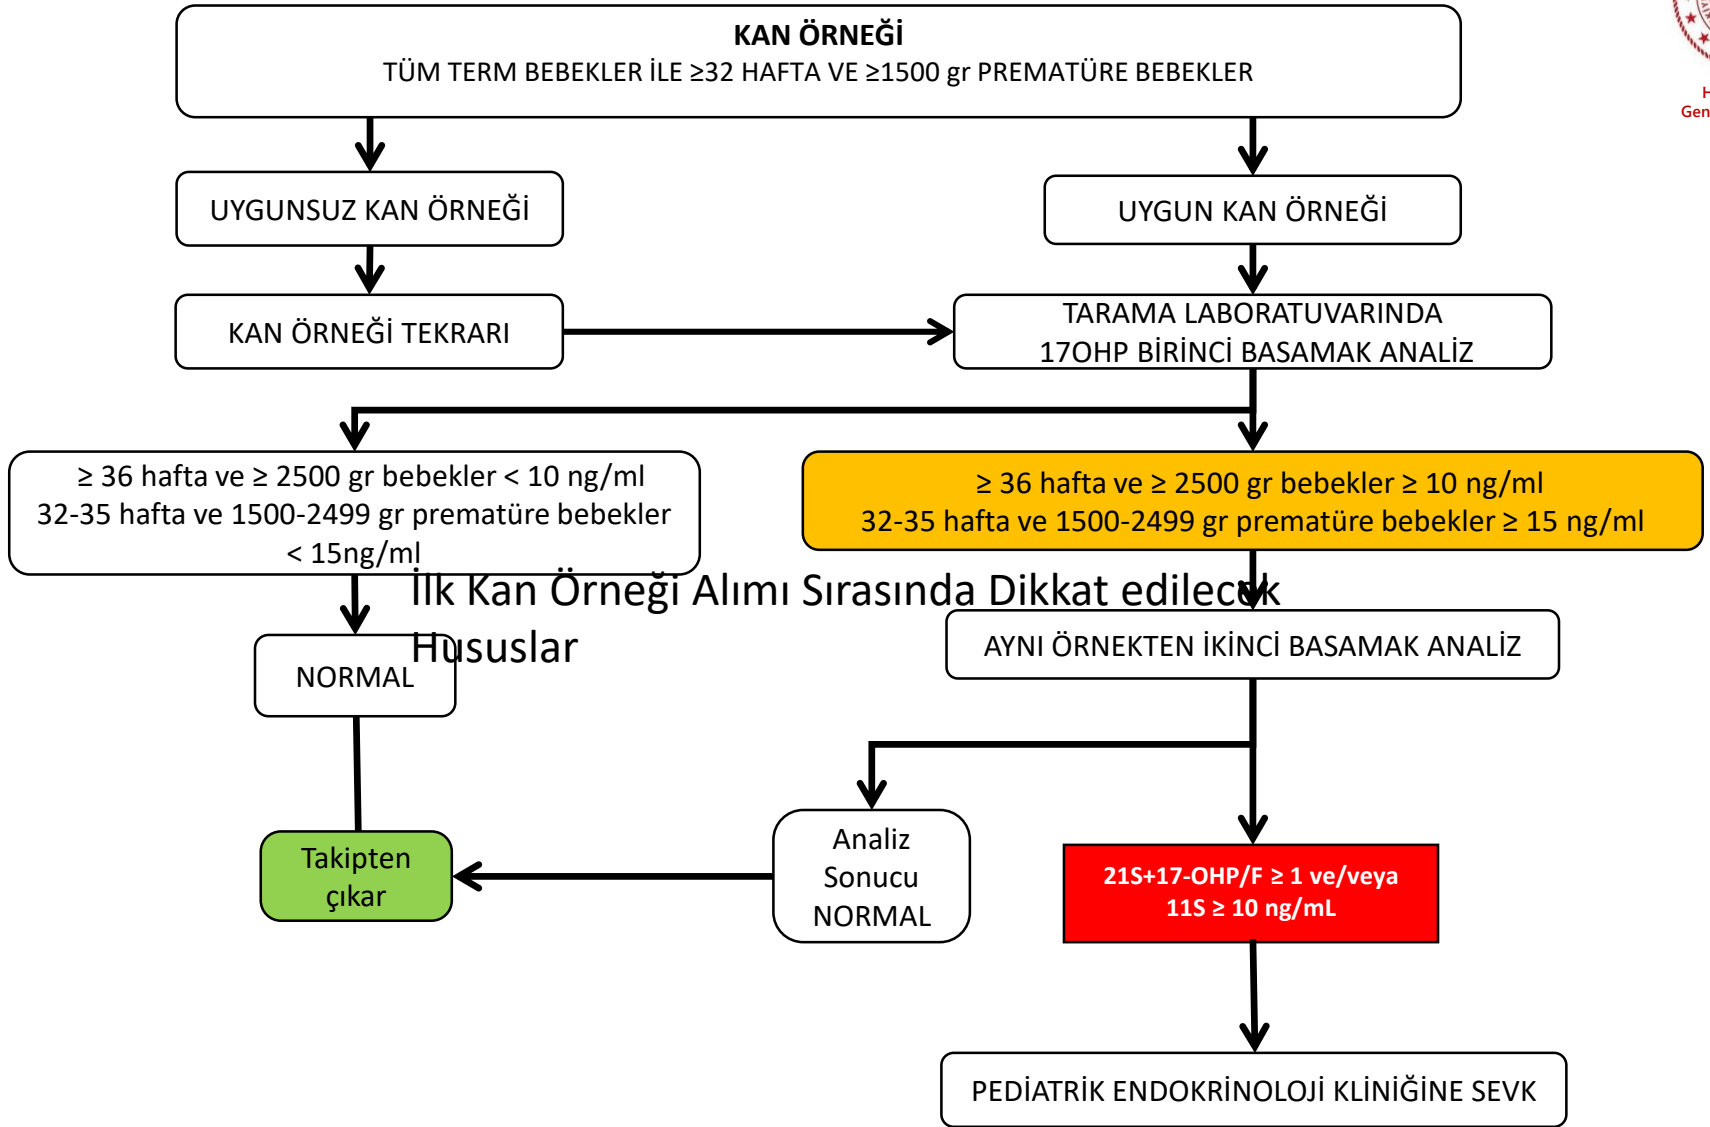 KAN ÖRNEĞİ
TÜM TERM BEBEKLER İLE ≥32 HAFTA VE ≥1500 gr PREMATÜRE BEBEKLER
UYGUNSUZ KAN ÖRNEĞİ
UYGUN KAN ÖRNEĞİ
KAN ÖRNEĞİ TEKRARI
TARAMA LABORATUVARINDA
17OHP BİRİNCİ BASAMAK ANALİZ
≥ 36 hafta ve ≥ 2500 gr bebekler < 10 ng/ml
32-35 hafta ve 1500-2499 gr prematüre bebekler
< 15ng/ml
≥ 36 hafta ve ≥ 2500 gr bebekler ≥ 10 ng/ml
32-35 hafta ve 1500-2499 gr prematüre bebekler ≥ 15 ng/ml
İlk Kan Örneği Alımı Sırasında Dikkat edilecek
Hususlar
NORMAL
AYNI ÖRNEKTEN İKİNCİ BASAMAK ANALİZ
Takipten
çıkar
Analiz
Sonucu
NORMAL
21S+17-OHP/F ≥ 1 ve/veya
11S ≥ 10 ng/mL
PEDİATRİK ENDOKRİNOLOJİ KLİNİĞİNE SEVK